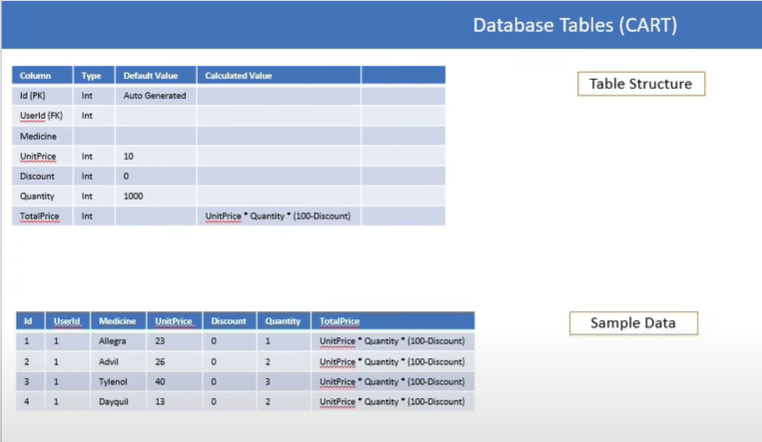 Database Tables (CART)
Column Type Default Value Calculated Value
Id (PK) Int Auto Generated
UserId (FK) Int
Medicine
UnitPrice Int 10
Discount Int 0
Quantity Int 1000
TotalPrice Int UnitPrice * Quantity * (100-Discount)
Table Structure
Id UserId Medicine UnitPrice Discount Quantity TotalPrice
1 1 Allegra 23 0 1 UnitPrice * Quantity * (100-Discount)
2 1 Advil 26 0 2 UnitPrice * Quantity * (100-Discount)
3 1 Tylenol 40 0 3 UnitPrice * Quantity * (100-Discount)
4 1 Dayquil 13 0 2 UnitPrice * Quantity * (100-Discount)
Sample Data